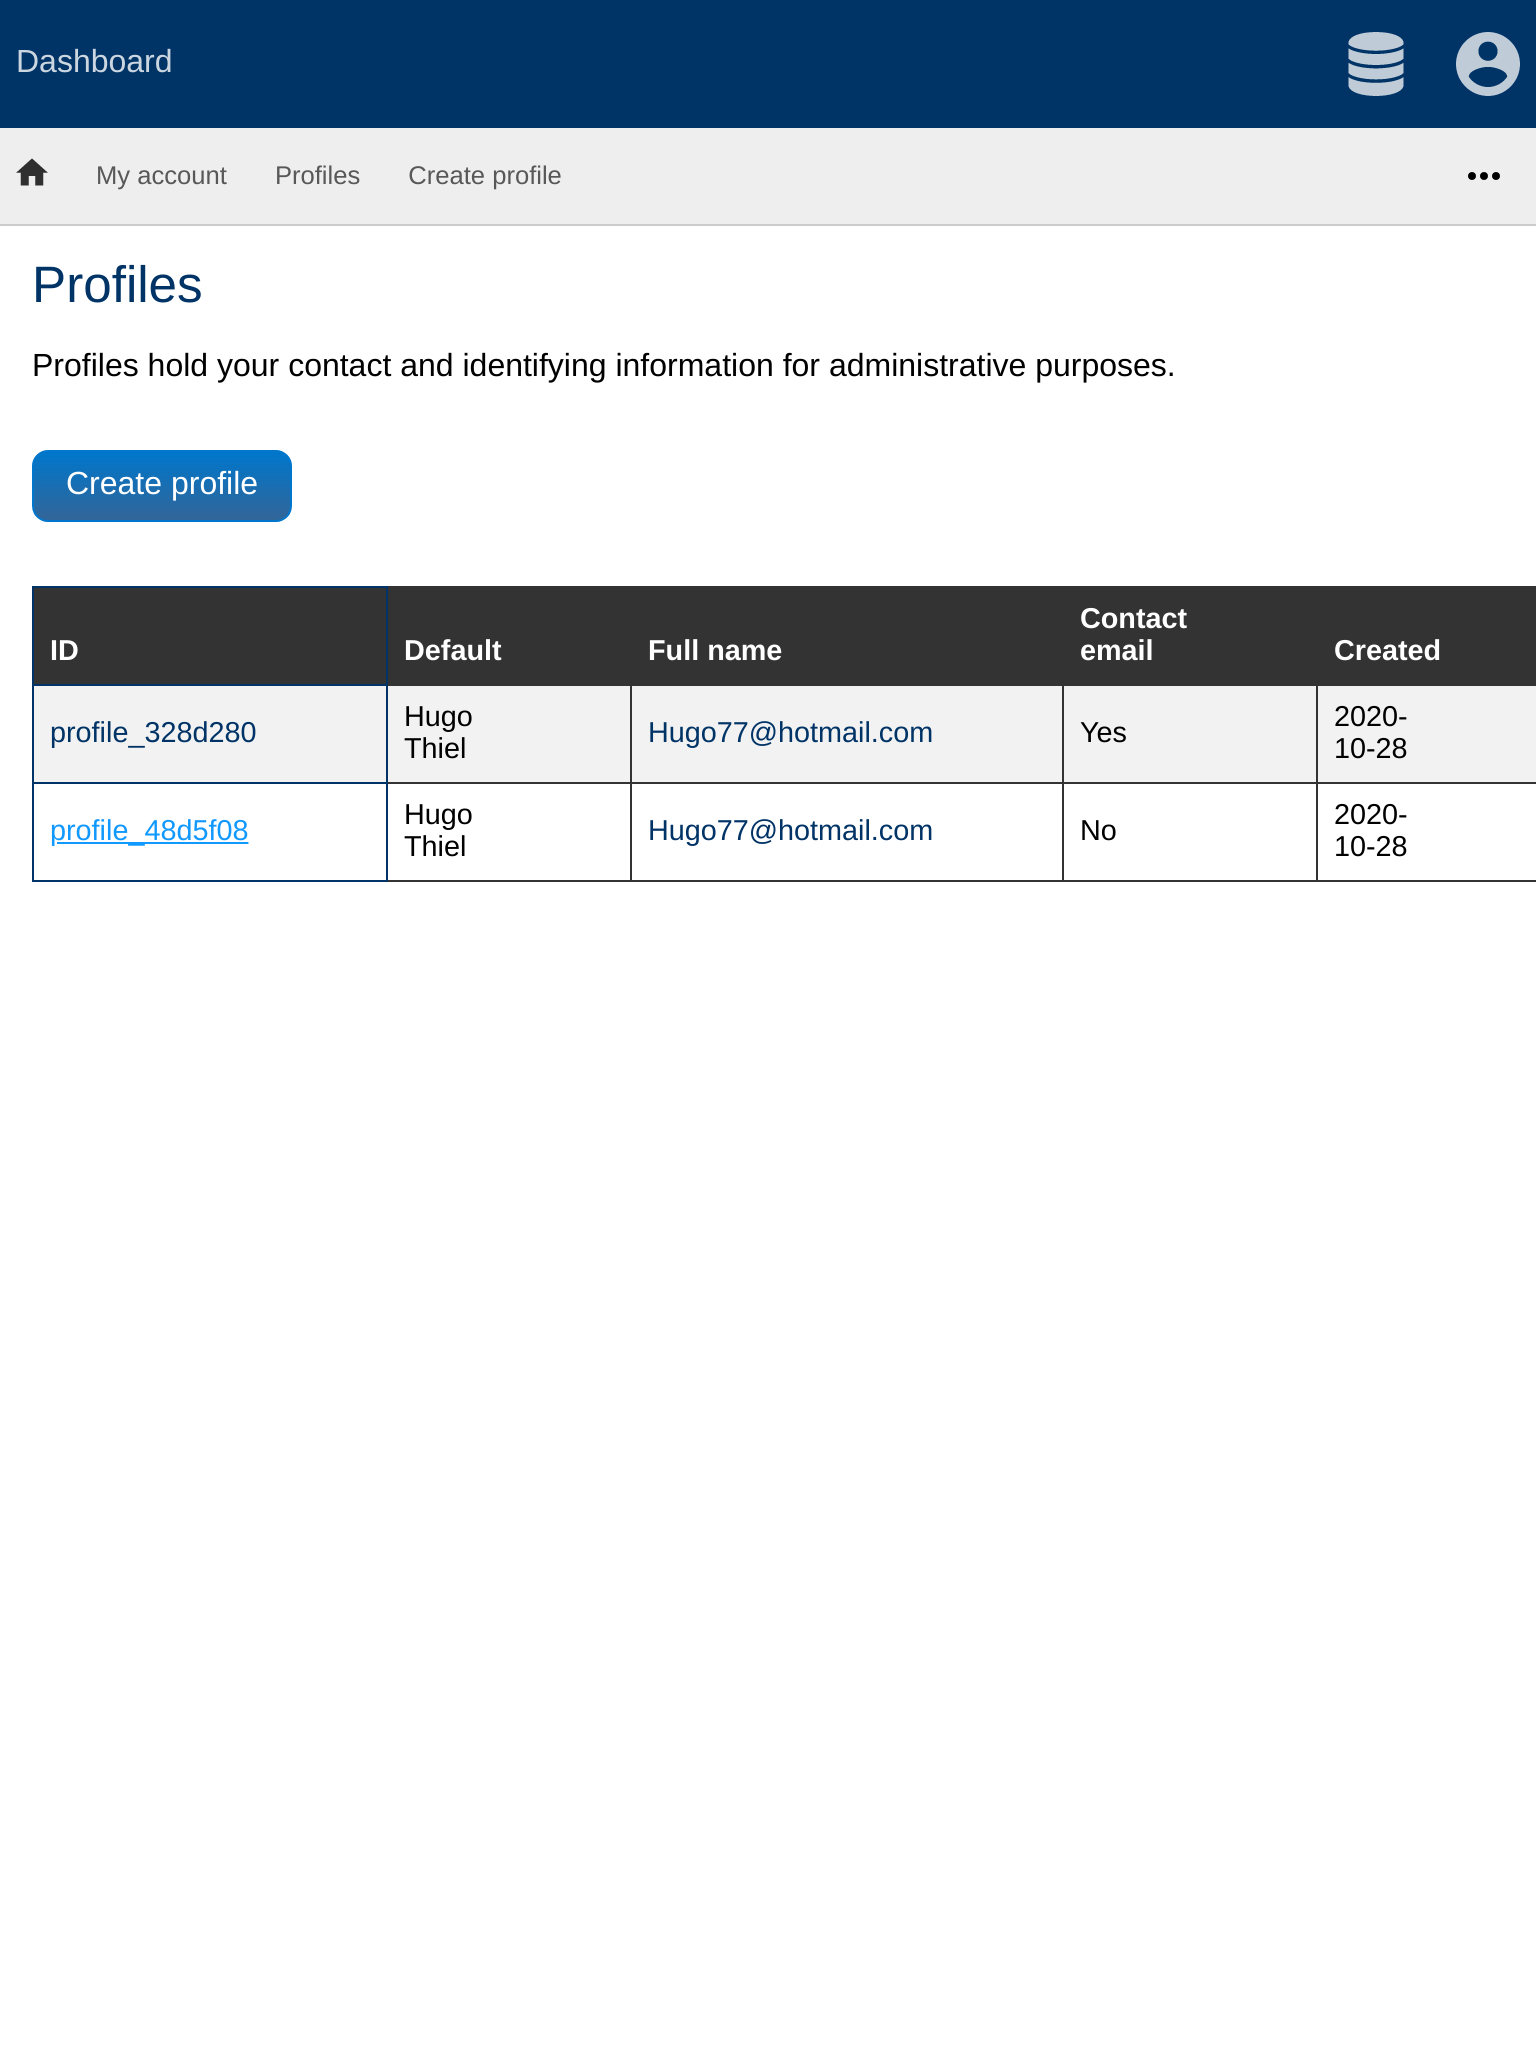 Dashboard
My account Profiles Create profile
Profiles
Profiles hold your contact and identifying information for administrative purposes.
Create profile
ID Default Full name Contact email Created
profile_328d280 Hugo Thiel Hugo77@hotmail.com Yes 2020-10-28
profile_48d5f08 Hugo Thiel Hugo77@hotmail.com No 2020-10-28